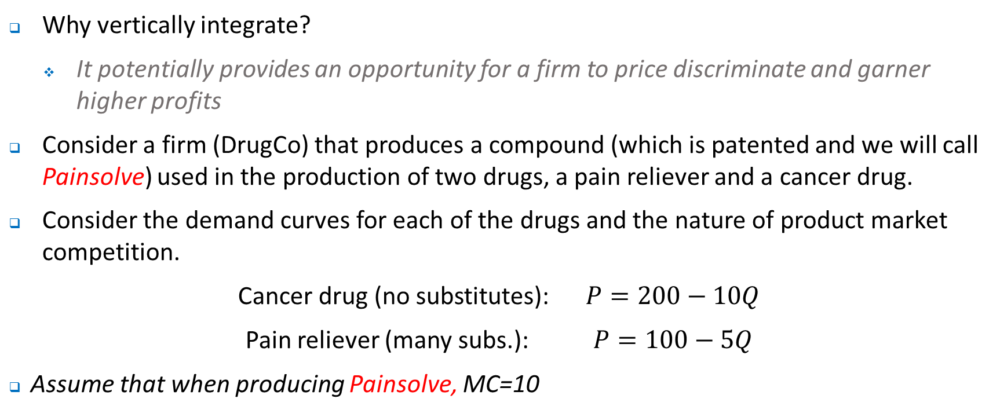 Why vertically integrate?
It potentially provides an opportunity for a firm to price discriminate and garner
higher profits
Consider a firm (DrugCo) that produces a compound (which is patented and we will call
Painsolve) used in the production of two drugs, a pain reliever and a cancer drug.
Consider the demand curves for each of the drugs and the nature of product market
competition.
Cancer drug (no substitutes): P = 200 − 10Q
Pain reliever (many subs.): P = 100 − 5Q
Assume that when producing Painsolve, MC=10